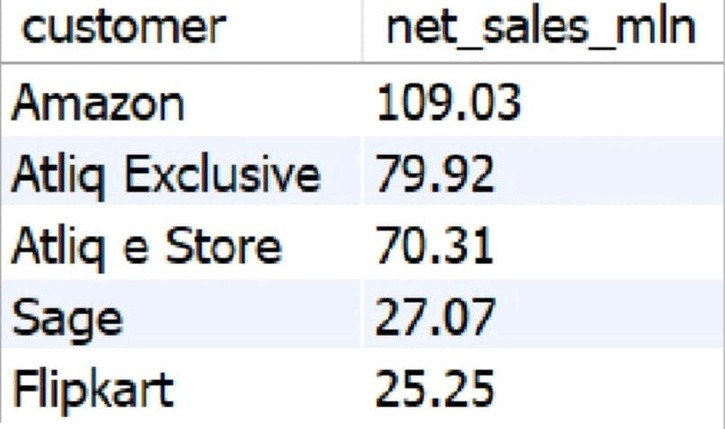 customer net_sales_mln
Amazon 109.03
Atliq Exclusive 79.92
Atliq e Store 70.31
Sage 27.07
Flipkart 25.25